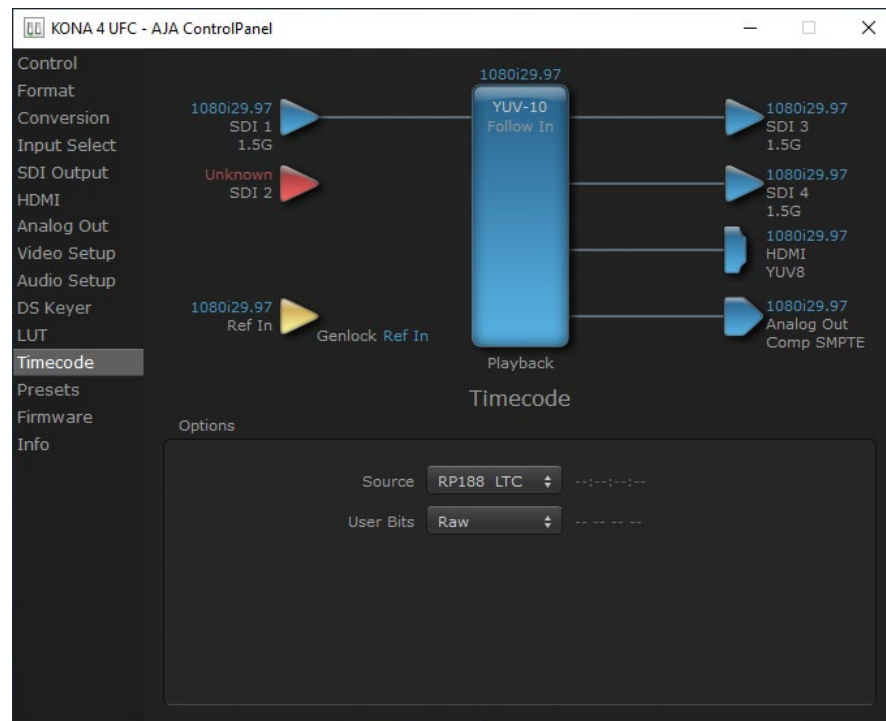 KONA 4 UFC - AJA ControlPanel
Control
Format
Conversion
Input Select
SDI Output
HDMI
Analog Out
Video Setup
Audio Setup
DS Keyer
LUT
Timecode
Presets
Firmware
Info
1080i29.97
YUV-10
Follow In
1080i29.97
SDI 1
1.5G
Unknown
SDI 2
1080i29.97
Ref In
Genlock Ref In
Playback
1080i29.97
SDI 3
1.5G
1080i29.97
SDI 4
1.5G
1080i29.97
HDMI
YUV8
1080i29.97
Analog Out
Comp SMPTE
Timecode
Options
Source RP188 LTC --:--:--:--
User Bits Raw -- -- -- --